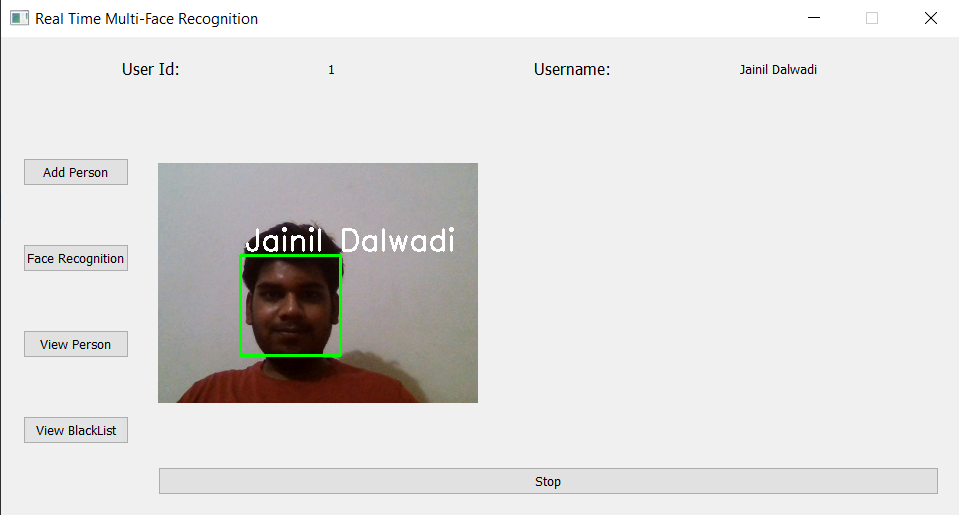 Real Time Multi-Face Recognition
User Id: 1 Username: Jainil Dalwadi
Add Person
Jainil Dalwadi
Face Recognition
View Person
View BlackList
Stop